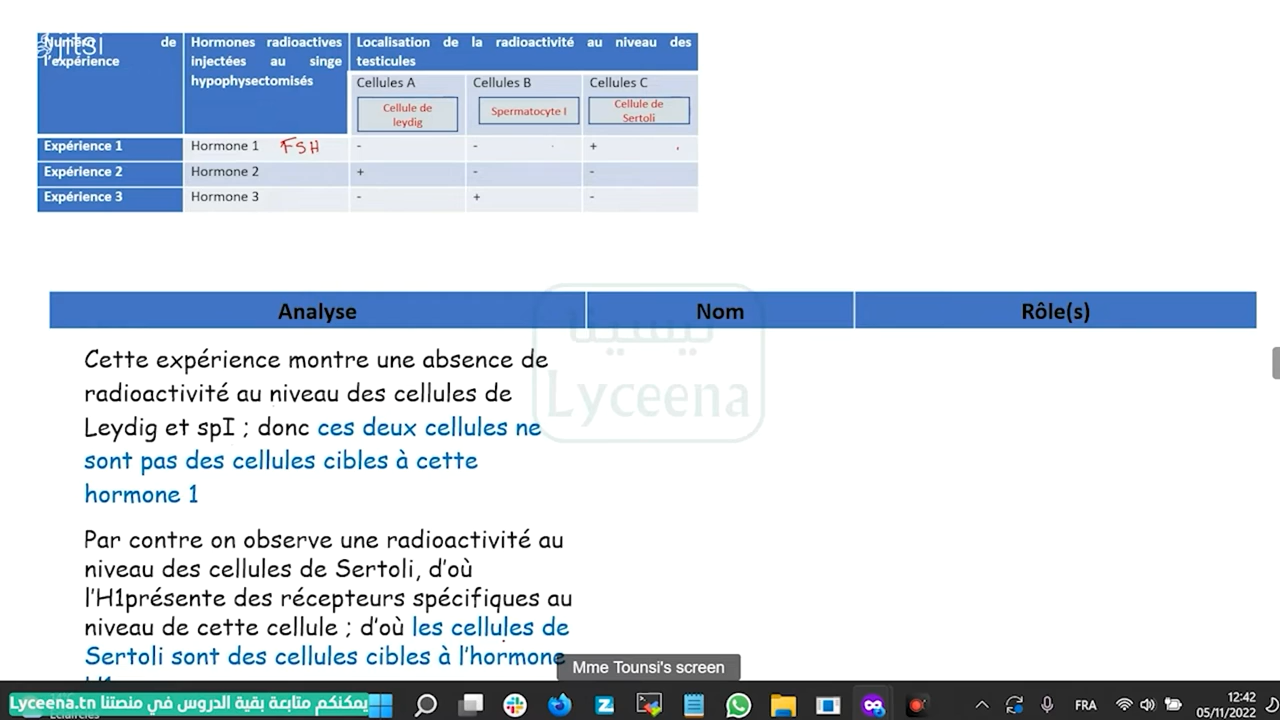 Numéro de l'expérience
Hormones radioactives injectées au singe hypophysectomisés
Localisation de la radioactivité au niveau des testicules
Cellules A
Cellules B
Cellules C
Cellule de leydig
Spermatocyte I
Cellule de Sertoli
Expérience 1
Hormone 1
FSH
-
-
+
Expérience 2
Hormone 2
+
-
-
Expérience 3
Hormone 3
-
+
-
Analyse
Nom
Rôle(s)
ليسينا
Lyceena
Cette expérience montre une absence de
radioactivité au niveau des cellules de
Leydig et spI ; donc ces deux cellules ne
sont pas des cellules cibles à cette
hormone 1
Par contre on observe une radioactivité au
niveau des cellules de Sertoli, d'où
l'H1présente des récepteurs spécifiques au
niveau de cette cellule ; d'où les cellules de
Sertoli sont des cellules cibles à l'hormone
Mme Tounsi's screen
Lyceena.tn يمكنكم متابعة بقية الدروس في منصتنا
Éclaircies
FRA
12:42
05/11/2022